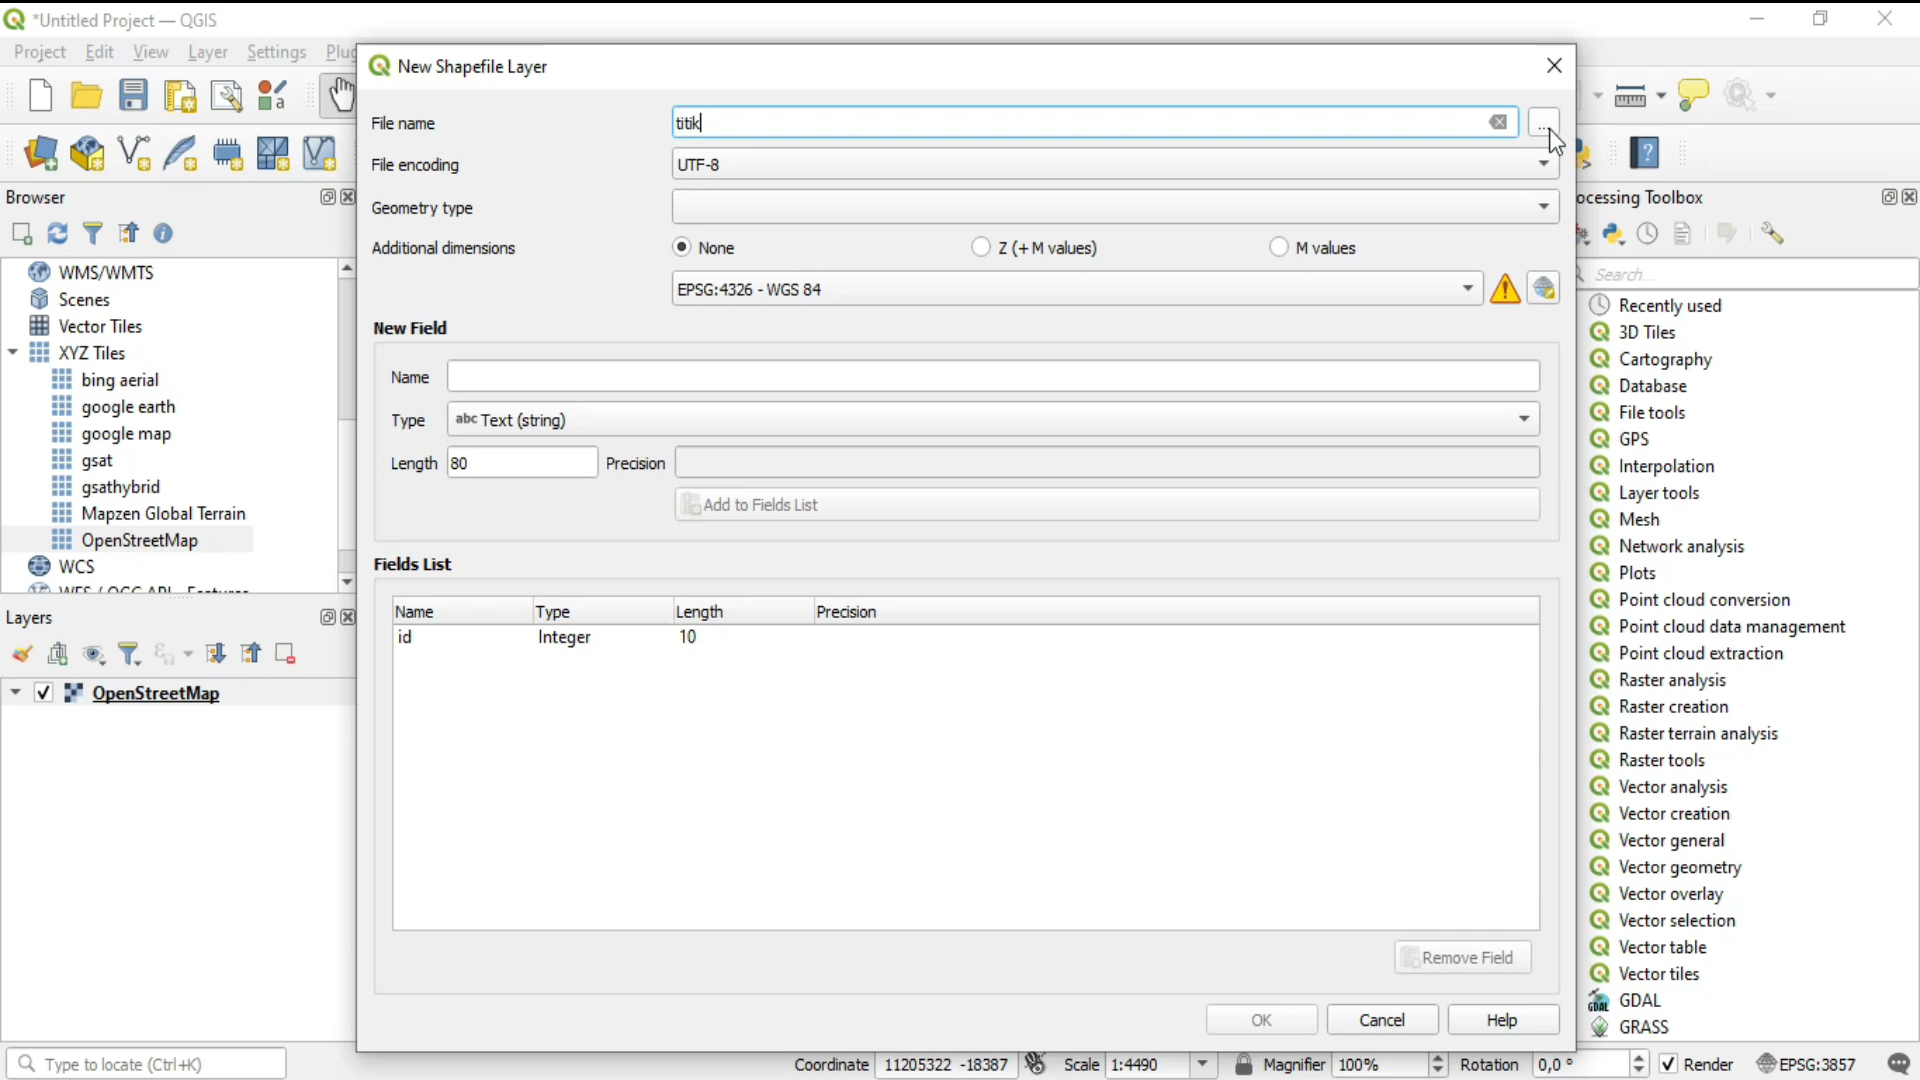 *Untitled Project — QGIS
Project Edit View Layer Settings Plug
New Shapefile Layer
File name titik ...
File encoding UTF-8
Geometry type
Additional dimensions None Z (+ M values) M values
EPSG:4326 - WGS 84
New Field
Name
Type abc Text (string)
Length 80 Precision
Add to Fields List
Fields List
Name Type Length Precision
id Integer 10
Remove Field
OK Cancel Help
Browser
WMS/WMTS
Scenes
Vector Tiles
XYZ Tiles
bing aerial
google earth
google map
gsat
gsathybrid
Mapzen Global Terrain
OpenStreetMap
WCS
Layers
OpenStreetMap
ocessing Toolbox
Search...
Recently used
3D Tiles
Cartography
Database
File tools
GPS
Interpolation
Layer tools
Mesh
Network analysis
Plots
Point cloud conversion
Point cloud data management
Point cloud extraction
Raster analysis
Raster creation
Raster terrain analysis
Raster tools
Vector analysis
Vector creation
Vector general
Vector geometry
Vector overlay
Vector selection
Vector table
Vector tiles
GDAL
GRASS
Type to locate (Ctrl+K) Coordinate 11205322 -18387 Scale 1:4490 Magnifier 100% Rotation 0,0 ° Render EPSG:3857